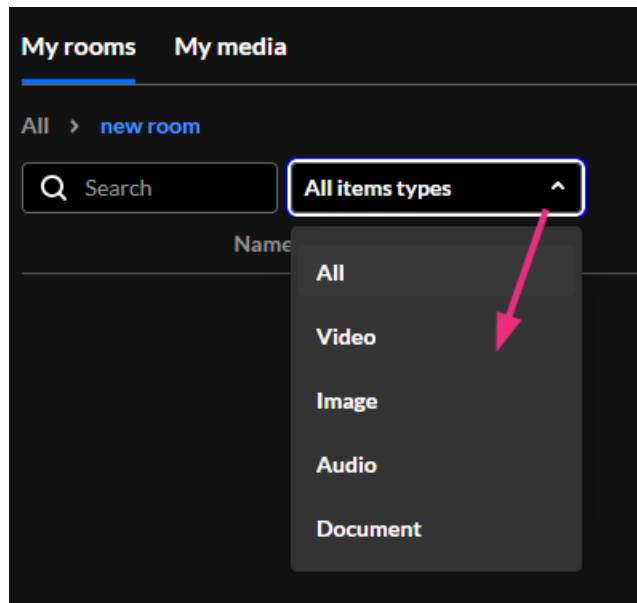 My rooms My media
All > new room
Search All items types
Name
All
Video
Image
Audio
Document